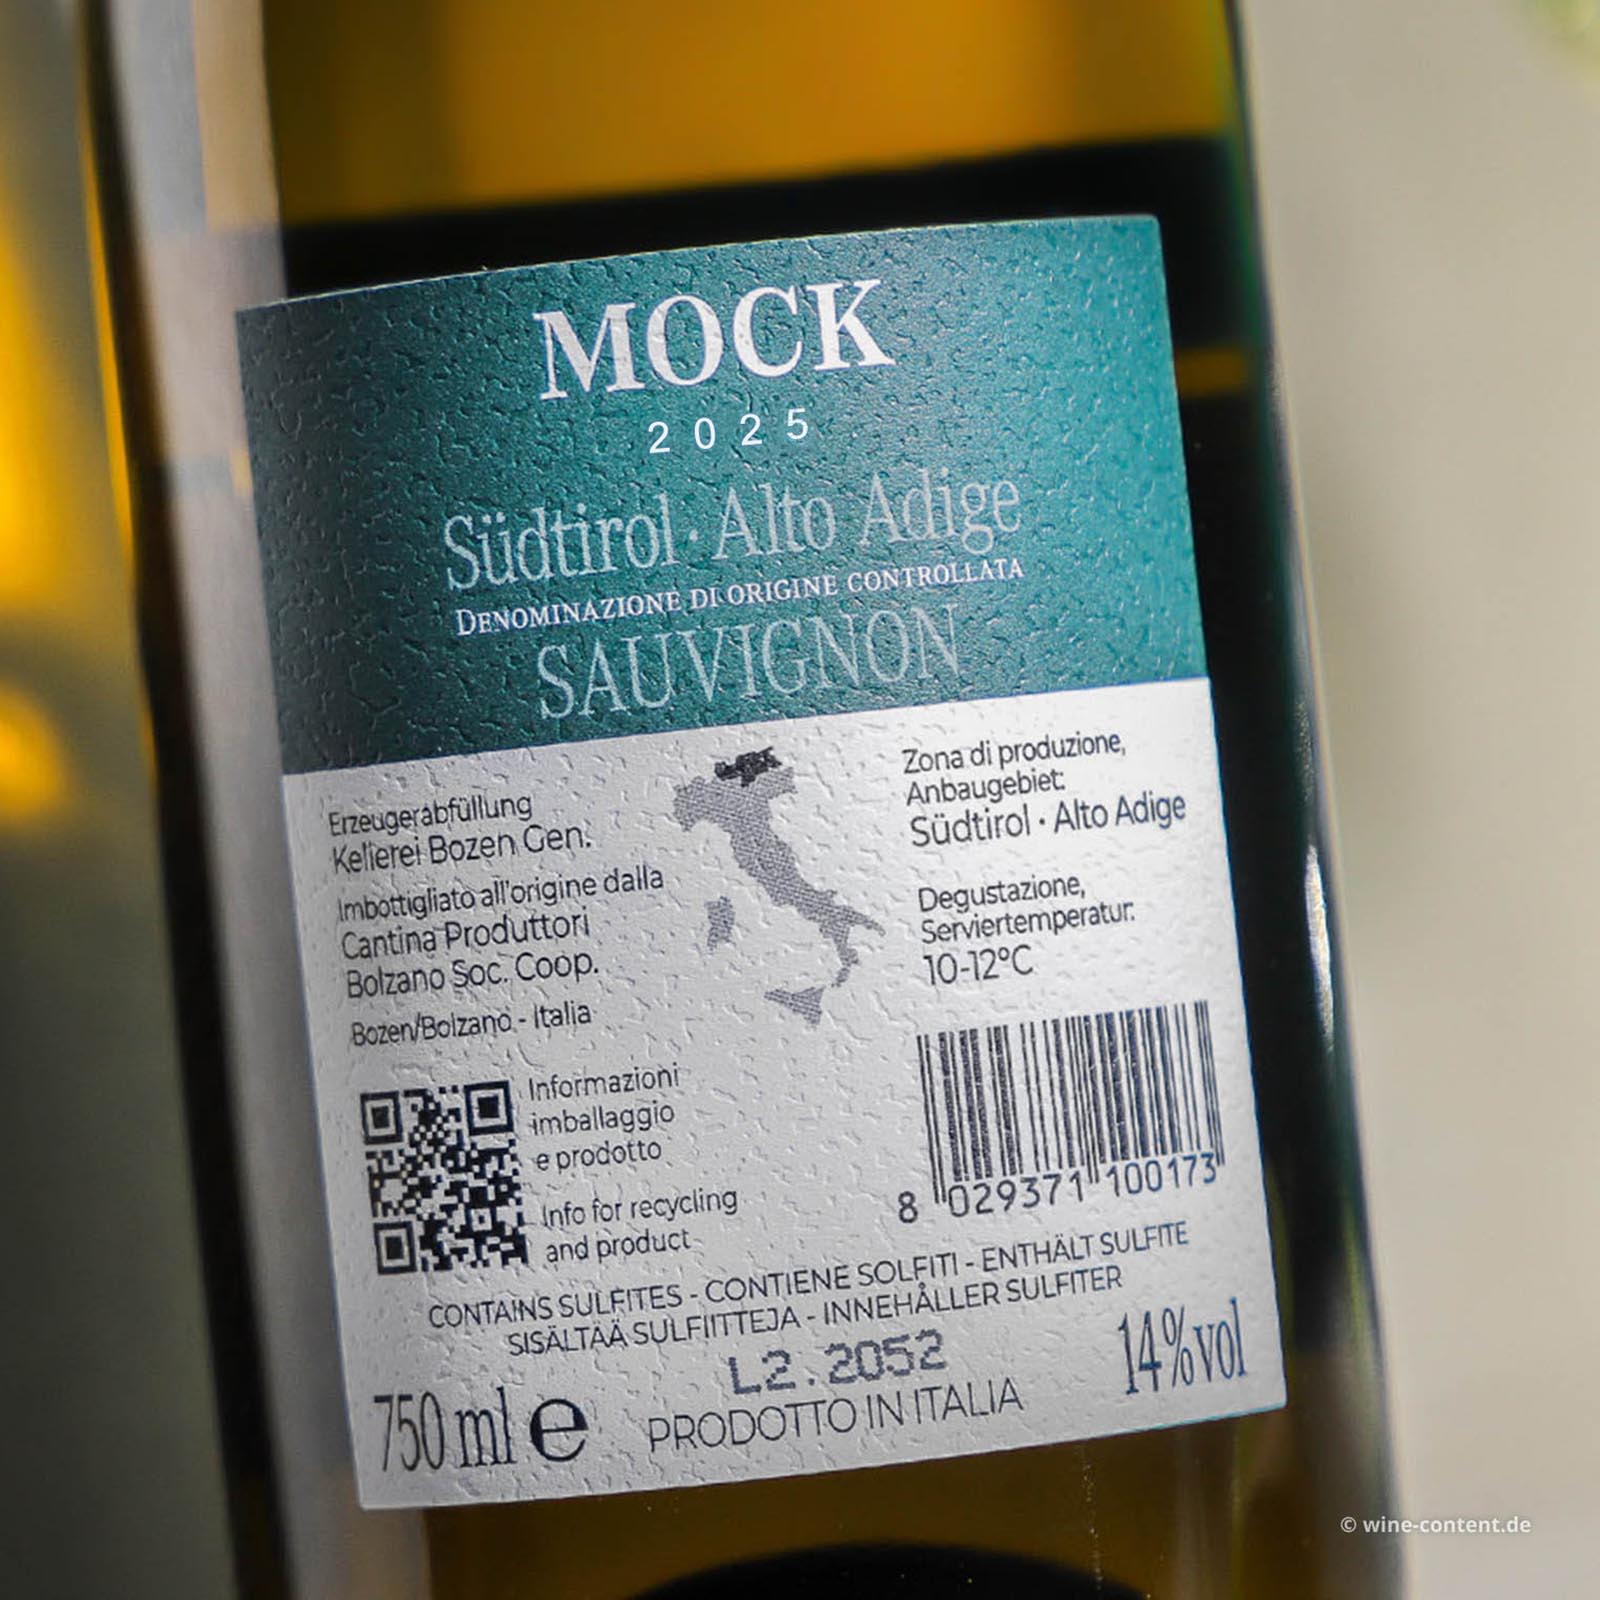 MOCK
2025
Südtirol · Alto Adige
DENOMINAZIONE DI ORIGINE CONTROLLATA
SAUVIGNON
Erzeugerabfüllung
Kellerei Bozen Gen.
Imbottigliato all'origine dalla
Cantina Produttori
Bolzano Soc. Coop.
Bozen/Bolzano - Italia
Zona di produzione,
Anbaugebiet:
Südtirol · Alto Adige
Degustazione,
Serviertemperatur:
10-12°C
Informazioni
imballaggio
e prodotto
Info for recycling
and product
8 029371 100173
CONTAINS SULFITES - CONTIENE SOLFITI - ENTHÄLT SULFITE
SISÄLTÄÄ SULFIITTEJA - INNEHÅLLER SULFITER
L2.2052
750 ml e
PRODOTTO IN ITALIA
14%vol
© wine-content.de